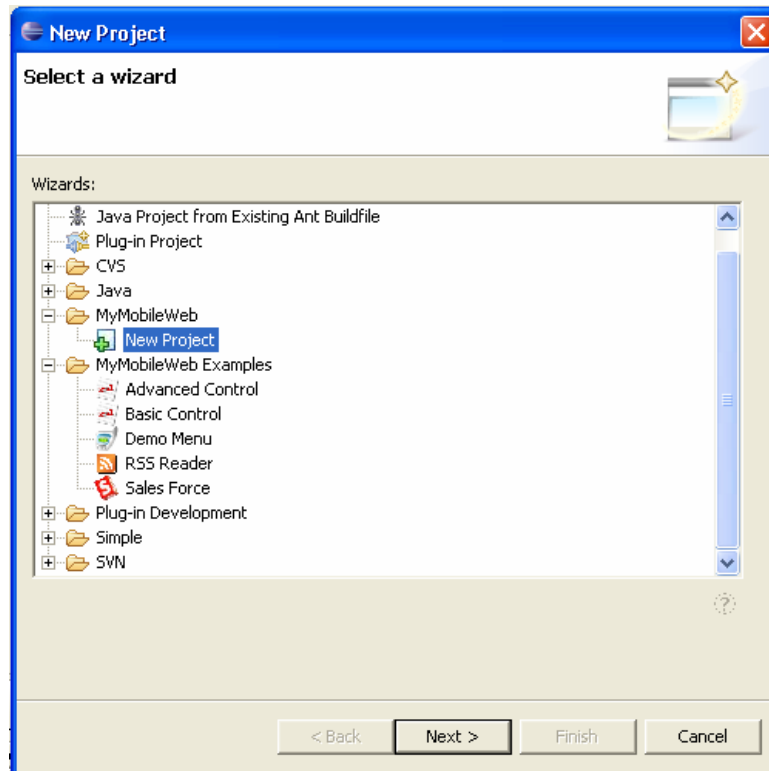 New Project
Select a wizard
Wizards:
Java Project from Existing Ant Buildfile
Plug-in Project
CVS
Java
MyMobileWeb
New Project
MyMobileWeb Examples
Advanced Control
Basic Control
Demo Menu
RSS Reader
Sales Force
Plug-in Development
Simple
SVN
?
< Back Next > Finish Cancel